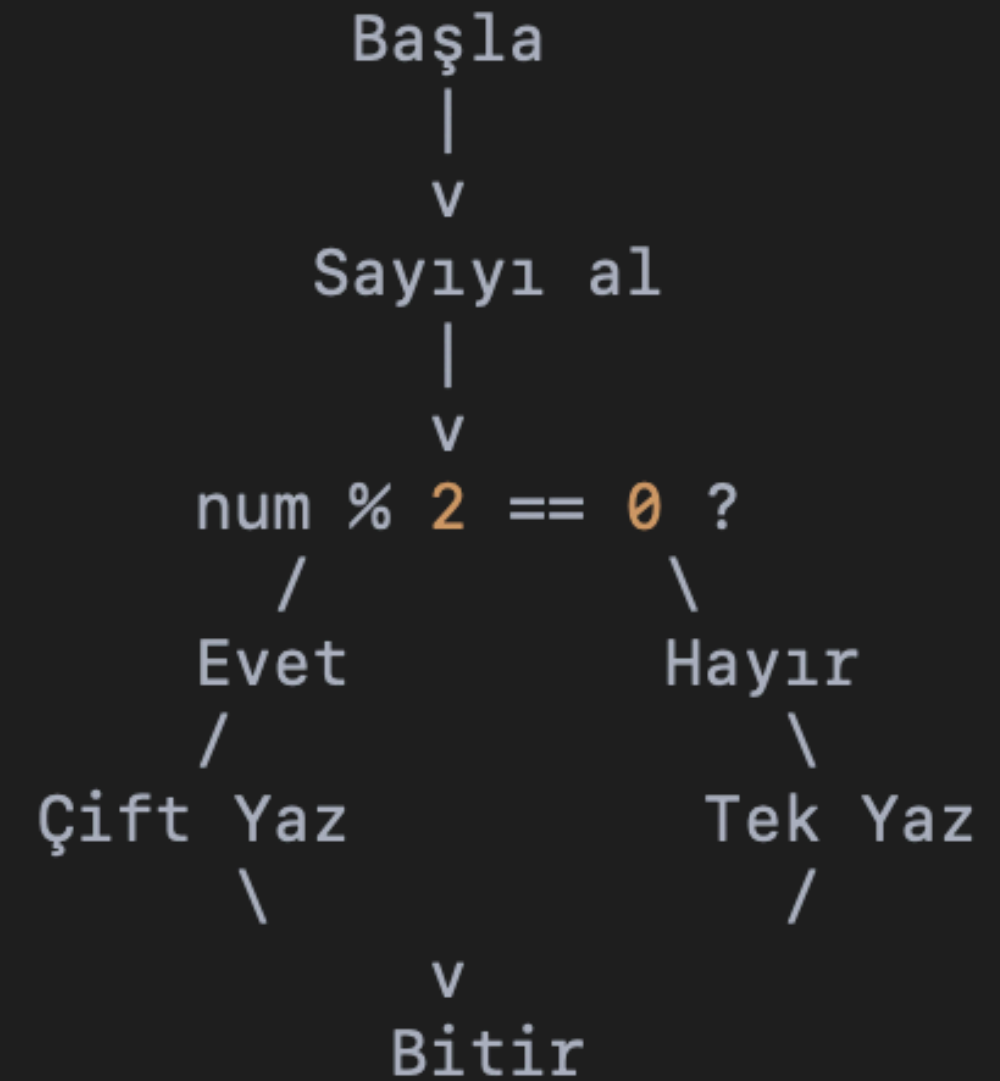 Başla
|
v
Sayıyı al
|
v
num % 2 == 0 ?
/ \
Evet Hayır
/ \
Çift Yaz Tek Yaz
\ /
v
Bitir